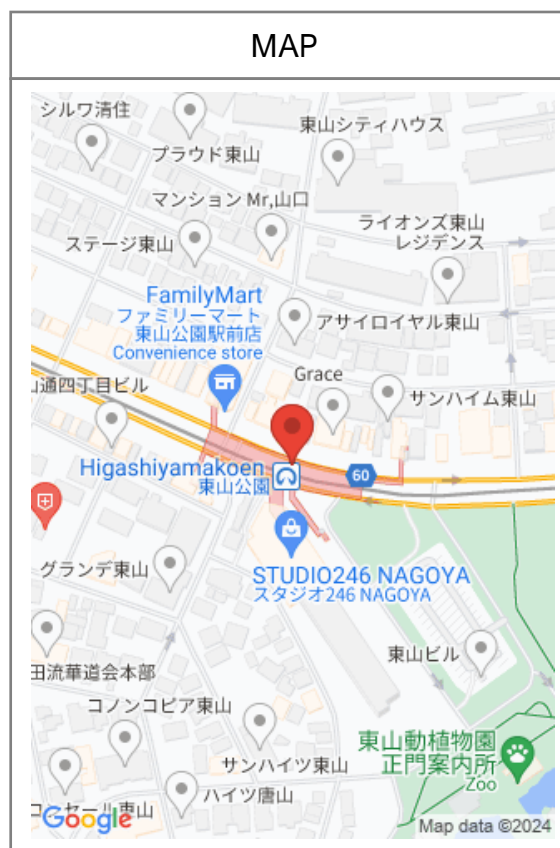 MAP
シルワ清住
プラウド東山
東山シティハウス
マンション Mr,山口
ステージ東山
ライオンズ東山
レジデンス
FamilyMart
ファミリーマート
東山公園駅前店
Convenience store
アサイロイヤル東山
Grace
山通四丁目ビル
サンハイム東山
Higashiyamakoen
東山公園
60
STUDIO246 NAGOYA
スタジオ246 NAGOYA
グランデ東山
東山ビル
田流華道会本部
コノンコピア東山
サンハイツ東山
東山動植物園
正門案内所
Zoo
ハイツ唐山
セール東山
Google
Map data ©2024